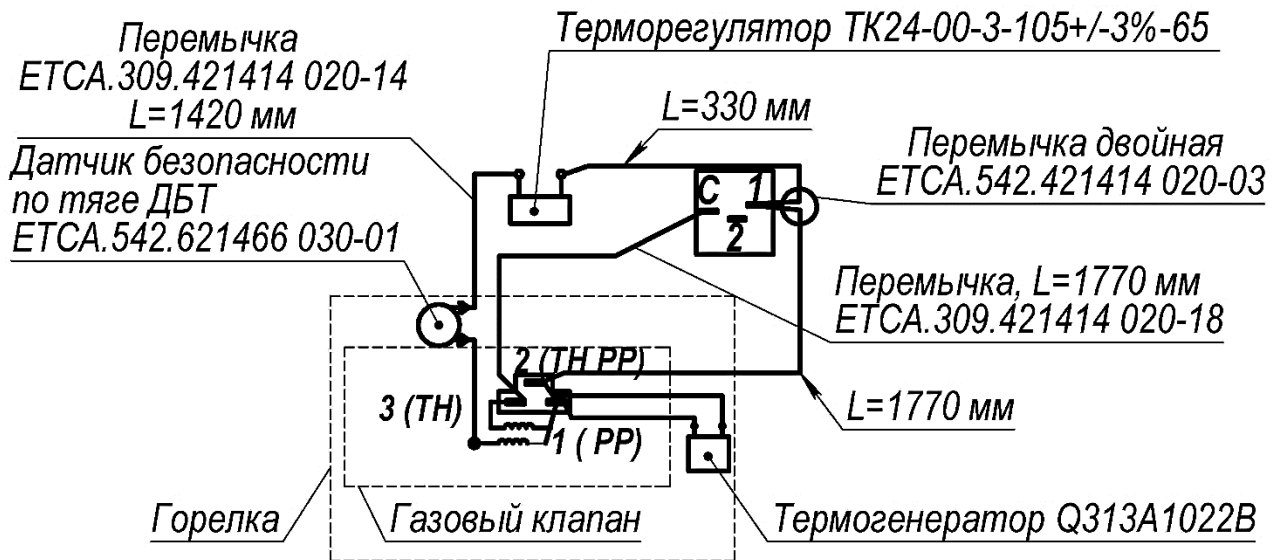 Перемычка
ЕТСА.309.421414 020-14
L=1420 мм
Терморегулятор ТК24-00-3-105+/-3%-65
L=330 мм
Перемычка двойная
ЕТСА.542.421414 020-03
Датчик безопасности
по тяге ДБТ
ЕТСА.542.621466 030-01
С 1
2
Перемычка, L=1770 мм
ЕТСА.309.421414 020-18
2 (ТН РР)
3 (ТН)
1 ( РР)
L=1770 мм
Горелка
Газовый клапан
Термогенератор Q313A1022B